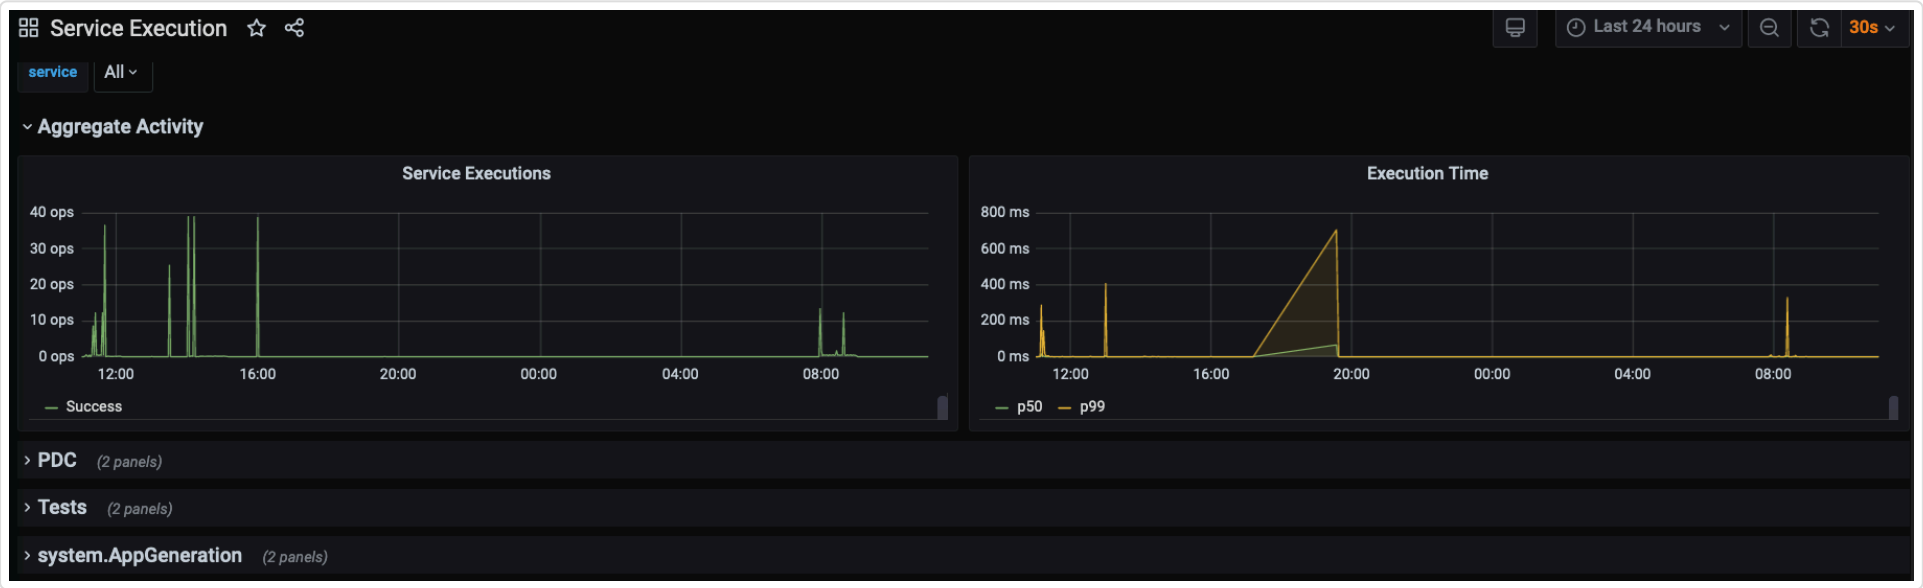 Service Execution
Last 24 hours
30s
service
All
Aggregate Activity
Service Executions
40 ops
30 ops
20 ops
10 ops
0 ops
12:00 16:00 20:00 00:00 04:00 08:00
Success
Execution Time
800 ms
600 ms
400 ms
200 ms
0 ms
12:00 16:00 20:00 00:00 04:00 08:00
p50 p99
PDC (2 panels)
Tests (2 panels)
system.AppGeneration (2 panels)